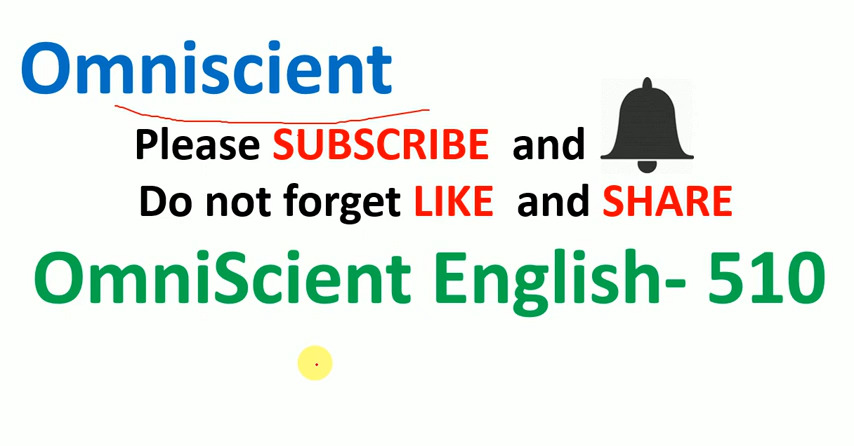 Omniscient
Please SUBSCRIBE and
Do not forget LIKE and SHARE
OmniScient English- 510